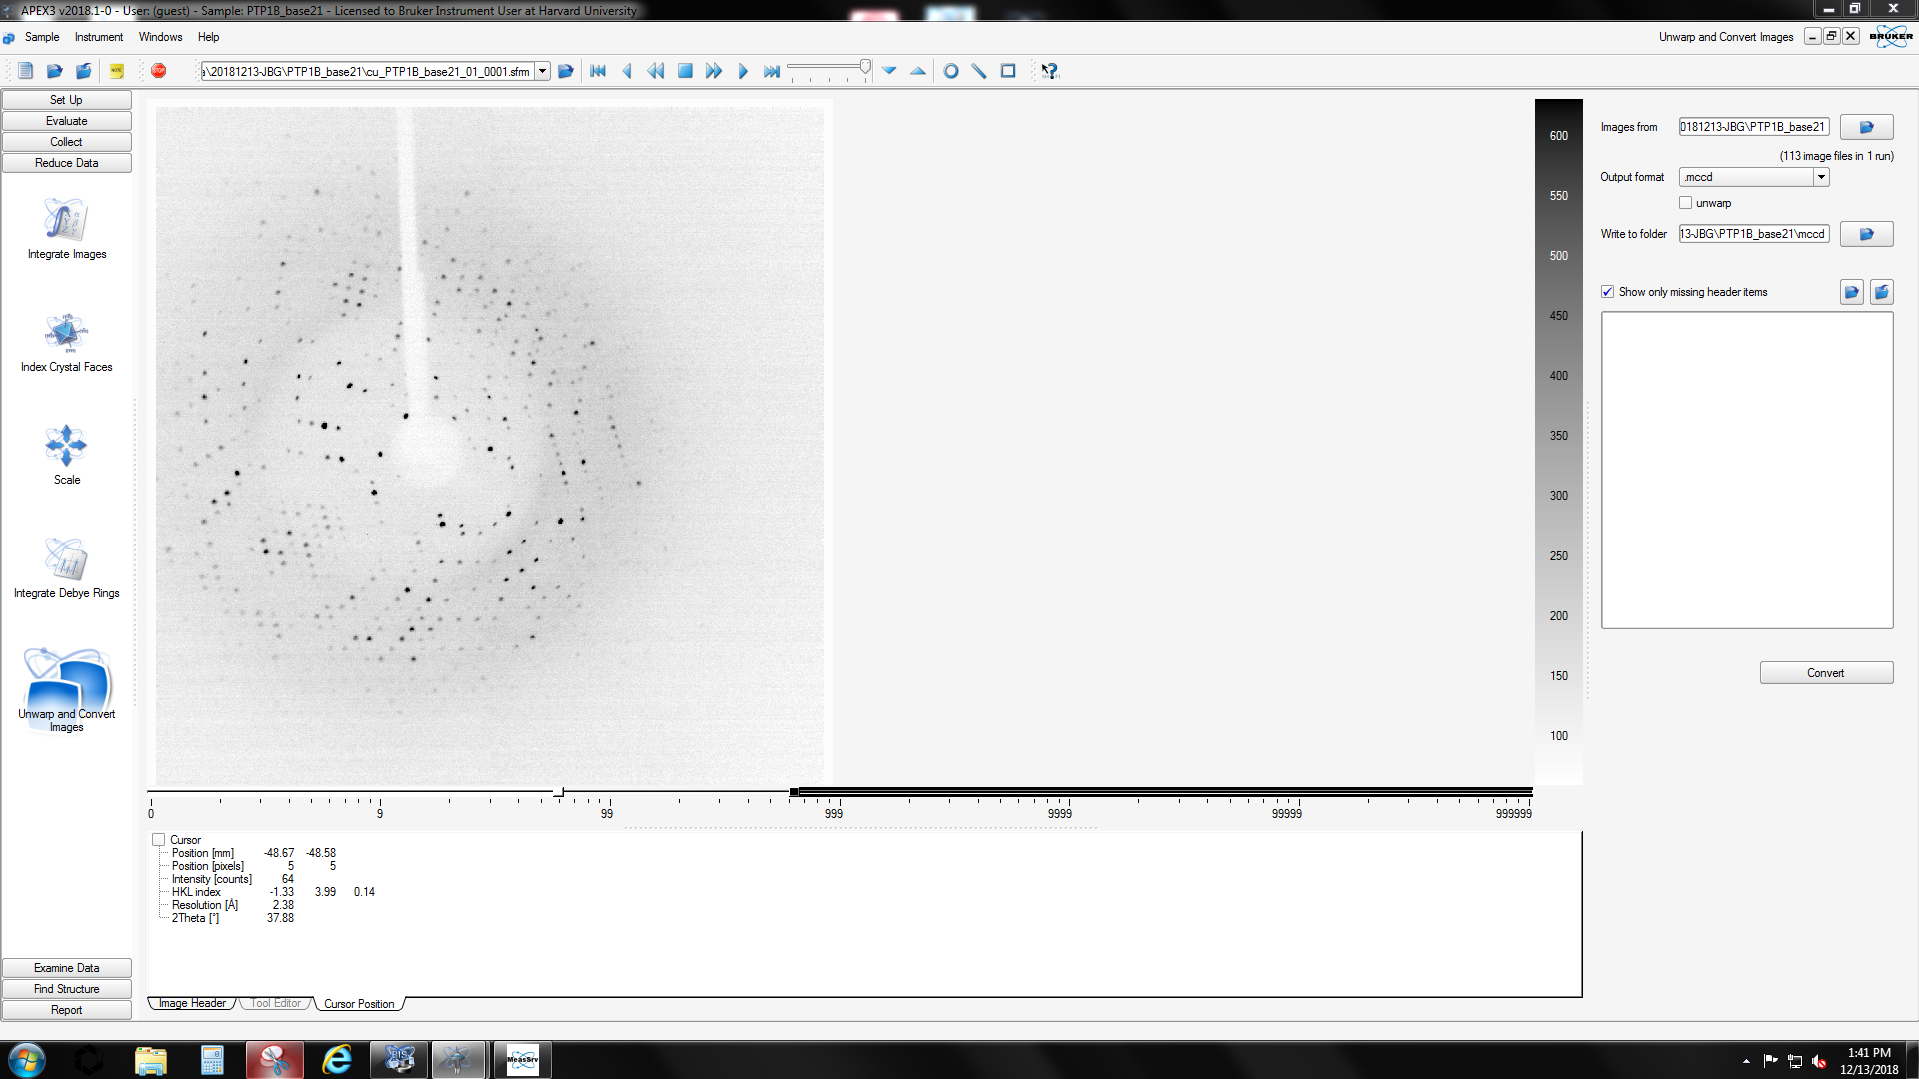 APEX3 v2018.1-0 - User: (guest) - Sample: PTP1B_base21 - Licensed to Bruker Instrument User at Harvard University
Sample Instrument Windows Help
Unwarp and Convert Images
BRUKER
NOTE
STOP
a\20181213-JBG\PTP1B_base21\cu_PTP1B_base21_01_0001.sfrm
Set Up
Evaluate
Collect
Reduce Data
Integrate Images
Index Crystal Faces
Scale
Integrate Debye Rings
Unwarp and Convert
Images
Examine Data
Find Structure
Report
600
550
500
450
400
350
300
250
200
150
100
0 9 99 999 9999 99999 999999
Cursor
Position [mm] -48.67 -48.58
Position [pixels] 5 5
Intensity [counts] 64
HKL index -1.33 3.99 0.14
Resolution [Å] 2.38
2Theta [°] 37.88
Image Header Tool Editor Cursor Position
Images from 0181213-JBG\PTP1B_base21
(113 image files in 1 run)
Output format .mccd
unwarp
Write to folder 13-JBG\PTP1B_base21\mccd
Show only missing header items
Convert
BIS
MeasSrv
1:41 PM
12/13/2018